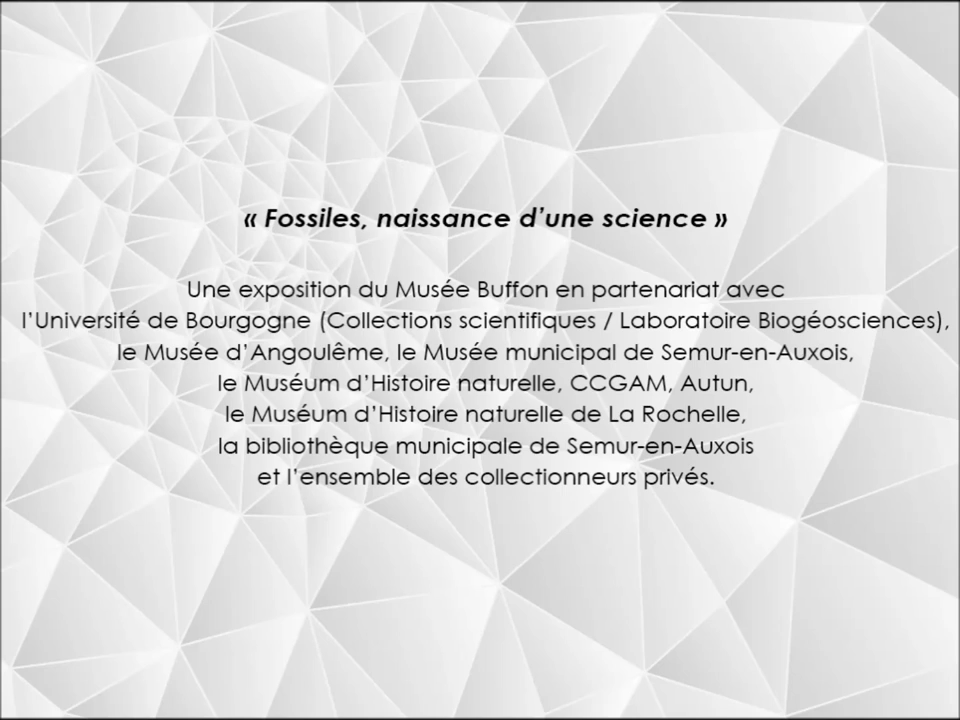 « Fossiles, naissance d’une science »
Une exposition du Musée Buffon en partenariat avec
l’Université de Bourgogne (Collections scientifiques / Laboratoire Biogéosciences),
le Musée d’Angoulême, le Musée municipal de Semur-en-Auxois,
le Muséum d’Histoire naturelle, CCGAM, Autun,
le Muséum d’Histoire naturelle de La Rochelle,
la bibliothèque municipale de Semur-en-Auxois
et l’ensemble des collectionneurs privés.